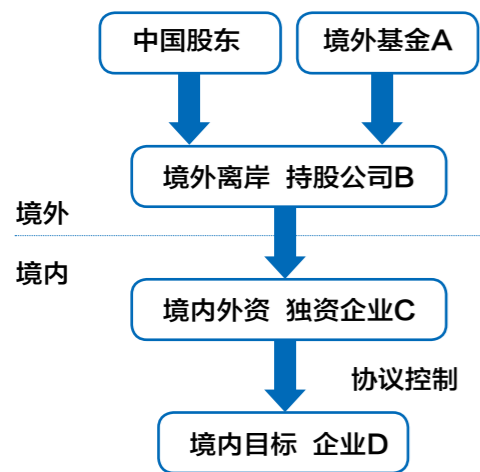 中国股东
境外基金A
境外离岸 持股公司B
境外
境内
境内外资 独资企业C
协议控制
境内目标 企业D